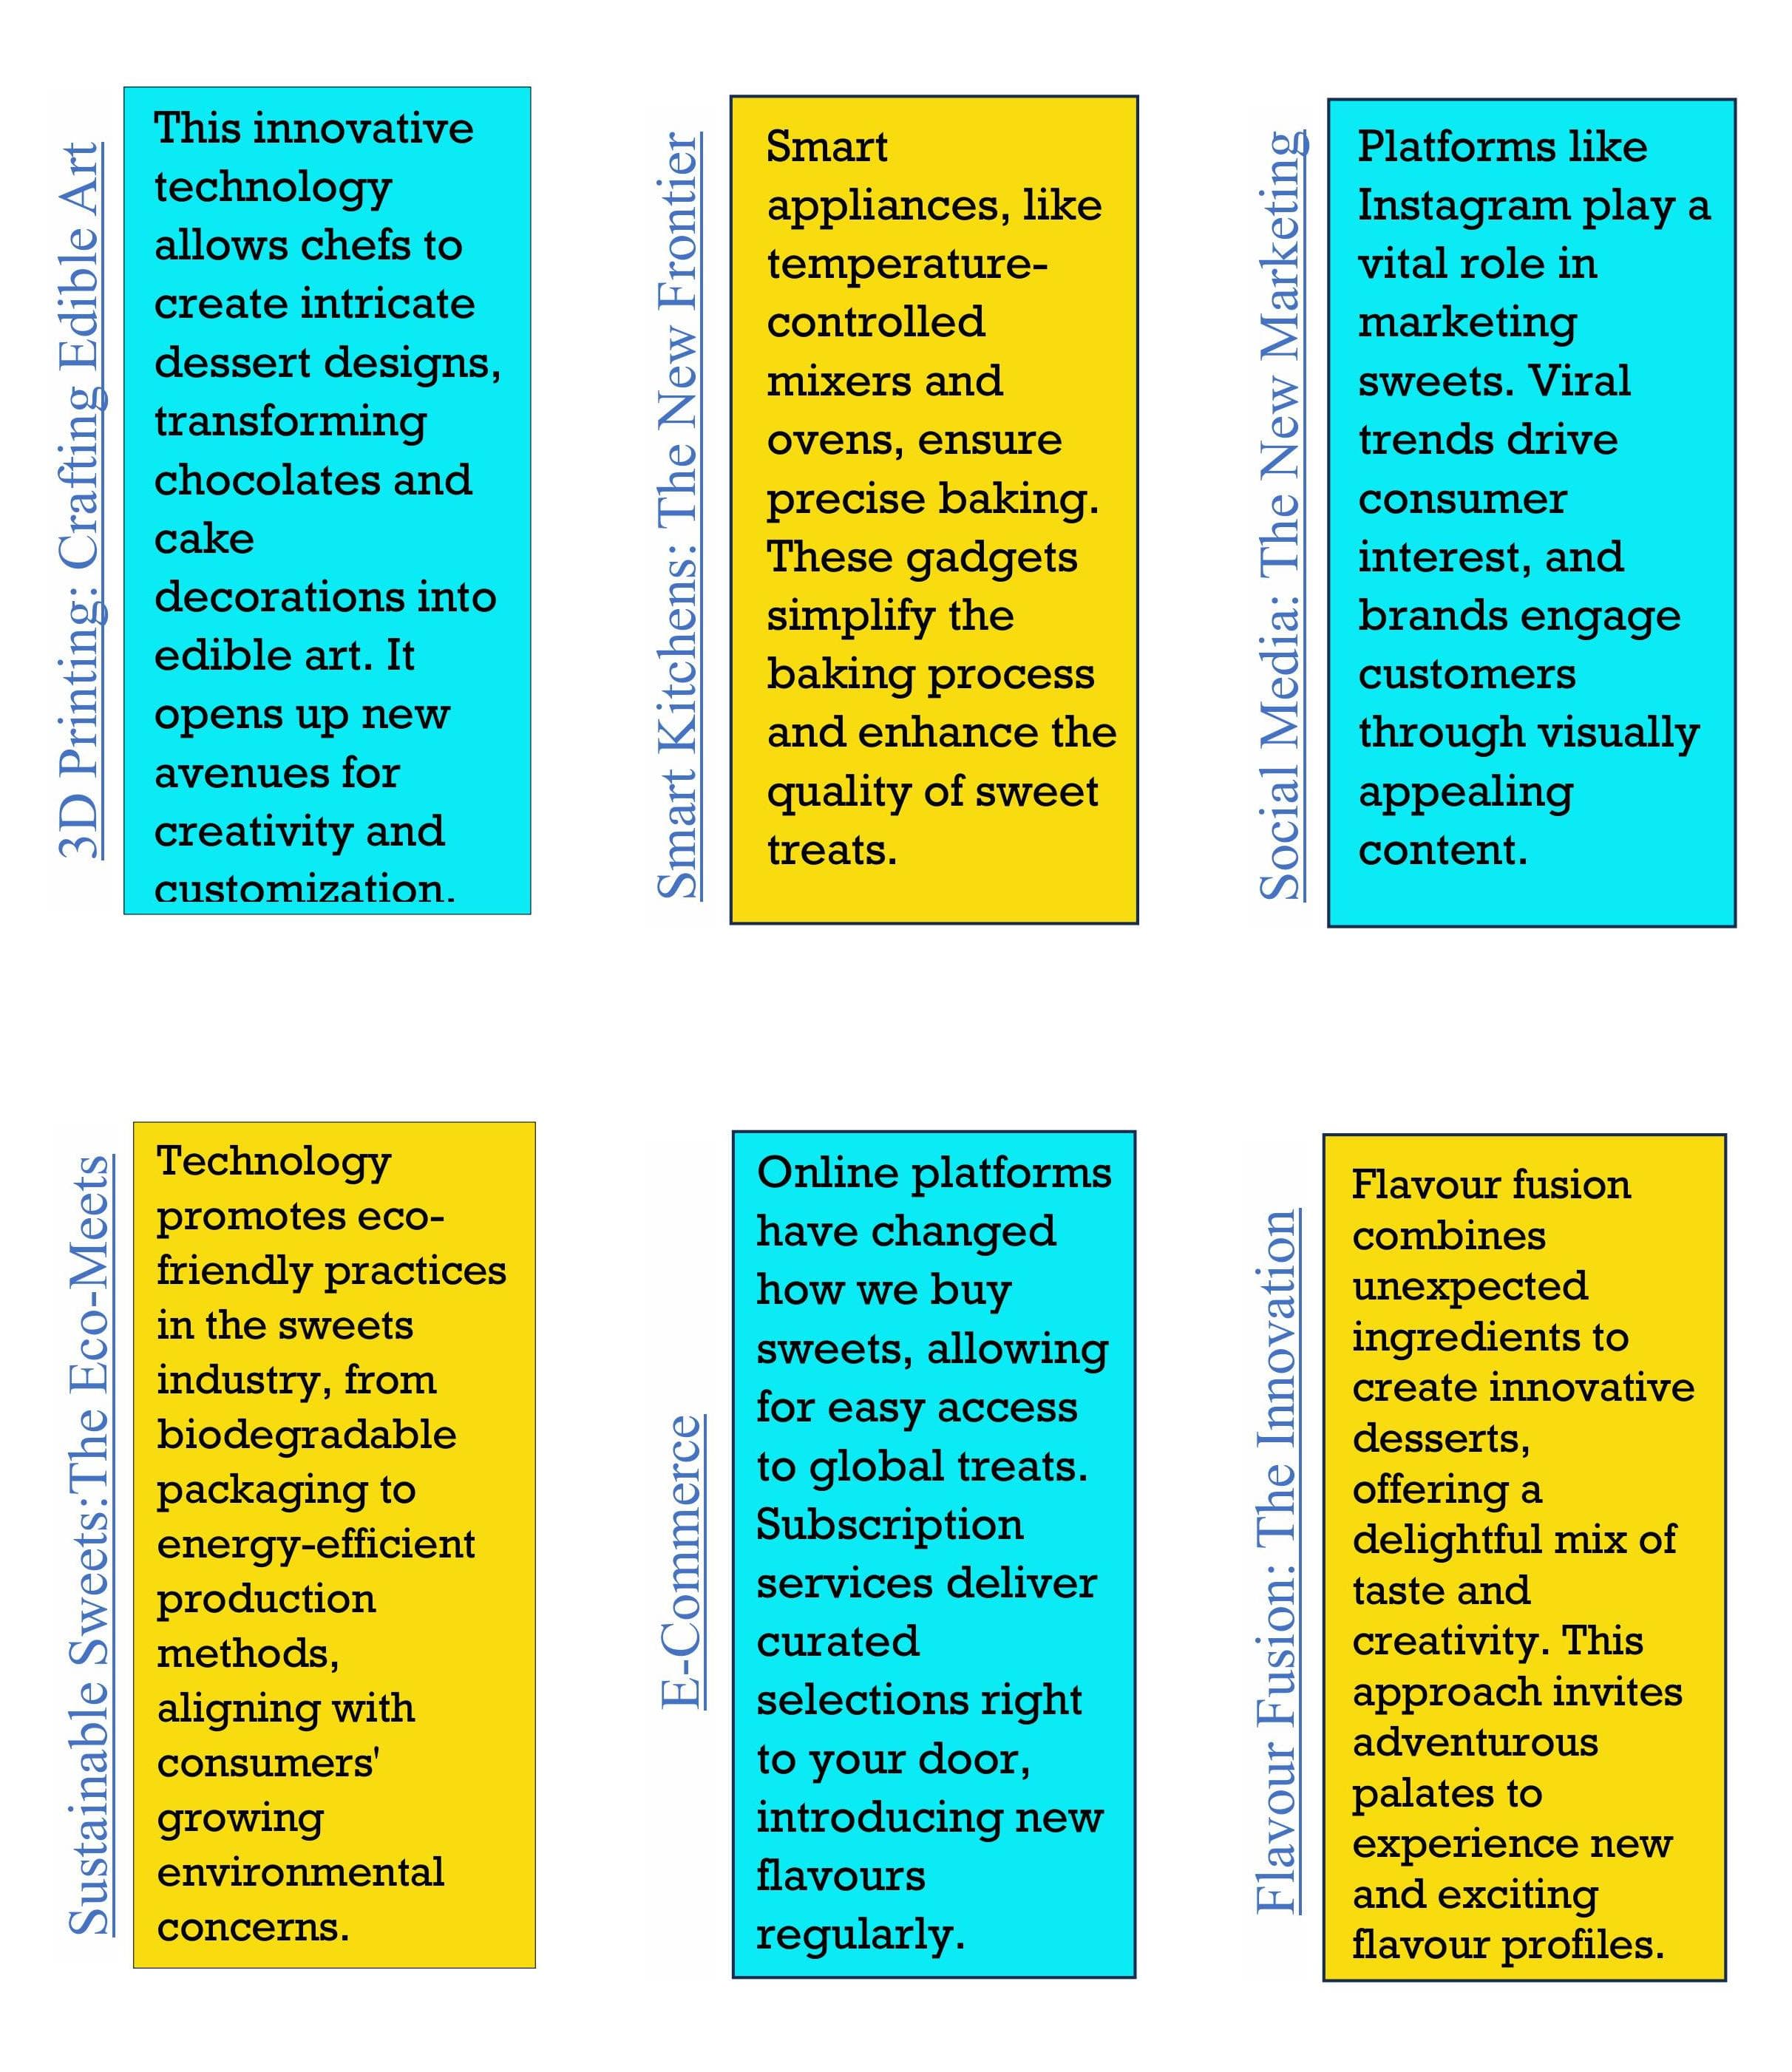 3D Printing: Crafting Edible Art
This innovative
technology
allows chefs to
create intricate
dessert designs,
transforming
chocolates and
cake
decorations into
edible art. It
opens up new
avenues for
creativity and
customization.
Smart Kitchens: The New Frontier
Smart
appliances, like
temperature-
controlled
mixers and
ovens, ensure
precise baking.
These gadgets
simplify the
baking process
and enhance the
quality of sweet
treats.
Social Media: The New Marketing
Platforms like
Instagram play a
vital role in
marketing
sweets. Viral
trends drive
consumer
interest, and
brands engage
customers
through visually
appealing
content.
Sustainable Sweets:The Eco-Meets
Technology
promotes eco-
friendly practices
in the sweets
industry, from
biodegradable
packaging to
energy-efficient
production
methods,
aligning with
consumers'
growing
environmental
concerns.
E-Commerce
Online platforms
have changed
how we buy
sweets, allowing
for easy access
to global treats.
Subscription
services deliver
curated
selections right
to your door,
introducing new
flavours
regularly.
Flavour Fusion: The Innovation
Flavour fusion
combines
unexpected
ingredients to
create innovative
desserts,
offering a
delightful mix of
taste and
creativity. This
approach invites
adventurous
palates to
experience new
and exciting
flavour profiles.